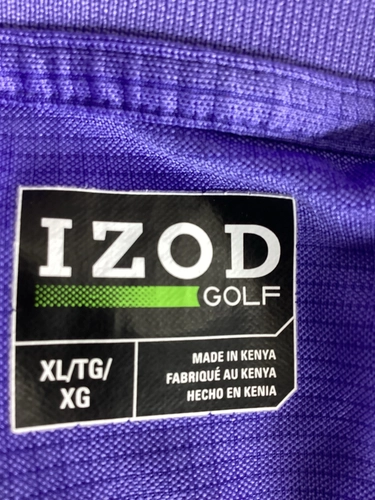 IZOD
GOLF
XL/TG/
XG
MADE IN KENYA
FABRIQUÉ AU KENYA
HECHO EN KENIA